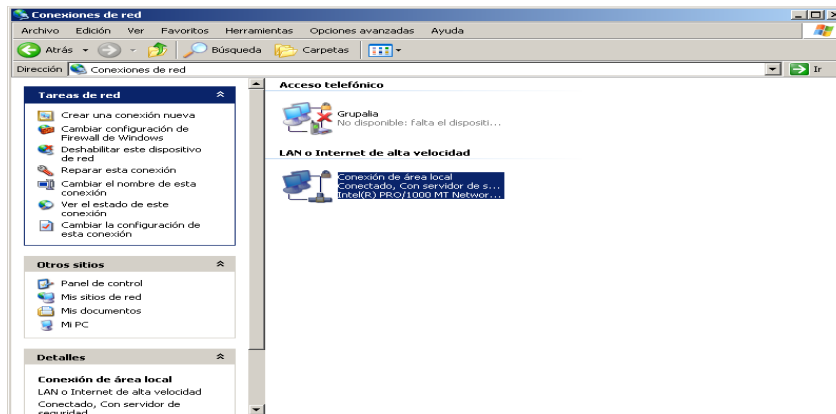 Conexiones de red
Archivo Edición Ver Favoritos Herramientas Opciones avanzadas Ayuda
Atrás Búsqueda Carpetas
Dirección Conexiones de red Ir
Tareas de red
Crear una conexión nueva
Cambiar configuración de
Firewall de Windows
Deshabilitar este dispositivo
de red
Reparar esta conexión
Cambiar el nombre de esta
conexión
Ver el estado de este
conexión
Cambiar la configuración de
esta conexión
Otros sitios
Panel de control
Mis sitios de red
Mis documentos
Mi PC
Detalles
Conexión de área local
LAN o Internet de alta velocidad
Conectado, Con servidor de
seguridad
Acceso telefónico
Grupalia
No disponible: falta el dispositi...
LAN o Internet de alta velocidad
Conexión de área local
Conectado, Con servidor de s...
Intel(R) PRO/1000 MT Networ...